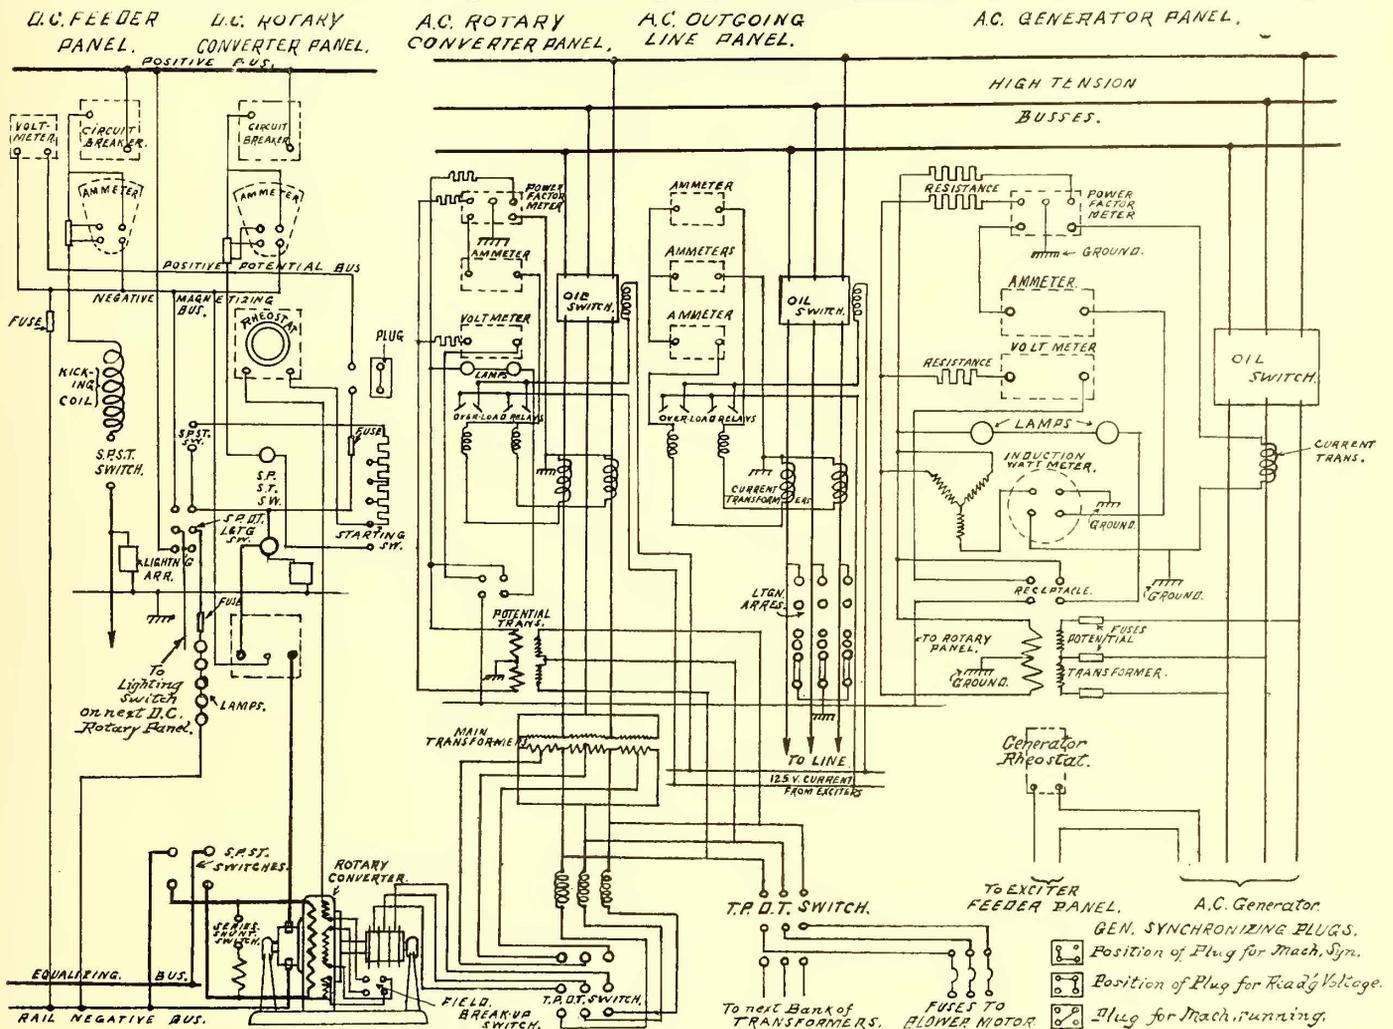 D.C. FEEDER
PANEL.
D.C. ROTARY
CONVERTER PANEL.
A.C. ROTARY
CONVERTER PANEL.
A.C. OUTGOING
LINE PANEL.
A.C. GENERATOR PANEL.
POSITIVE BUS.
HIGH TENSION
BUSSES.
VOLT-
METER
CIRCUIT
BREAKER.
CIRCUIT
BREAKER
AMMETER
AMMETER
POSITIVE POTENTIAL BUS
NEGATIVE MAGNETIZING
BUS.
FUSE
RHEOSTAT
PLUG
KICK-
ING
COIL
S.P.S.T.
SWITCH.
S.P.S.T.
SW.
FUSE
S.P.
S.T.
SW.
S.P.D.T.
L&TG
SW.
STARTING
SW.
LIGHTN'G
ARR.
FUSE
To
Lighting
Switch
on next D.C.
Rotary Panel.
LAMPS.
POWER
FACTOR
METER
AMMETER
VOLTMETER
LAMPS
OIL
SWITCH.
OVER-LOAD RELAYS
POTENTIAL
TRANS.
MAIN
TRANSFORMERS
AMMETER
AMMETERS
AMMETER
OIL
SWITCH.
OVER-LOAD RELAYS
CURRENT
TRANSFORMERS
LTGN.
ARRES.
TO LINE
125 V. CURRENT
FROM EXCITERS
RESISTANCE
POWER
FACTOR
METER
GROUND.
AMMETER.
VOLT METER
RESISTANCE
OIL
SWITCH.
LAMPS
INDUCTION
WATT METER.
CURRENT
TRANS.
GROUND.
RECEPTACLE.
GROUND.
TO ROTARY
PANEL.
FUSES
POTENTIAL
TRANSFORMER.
GROUND.
Generator
Rheostat.
S.P.S.T.
SWITCHES.
ROTARY
CONVERTER.
SERIES
SHUNT
SWITCH.
EQUALIZING. BUS.
RAIL NEGATIVE BUS.
FIELD
BREAK-UP
SWITCH.
T.P.D.T. SWITCH.
T.P.D.T. SWITCH.
To next Bank of
TRANSFORMERS.
FUSES TO
BLOWER MOTOR
To EXCITER
FEEDER PANEL.
A.C. Generator.
GEN. SYNCHRONIZING PLUGS.
Position of Plug for Mach. Syn.
Position of Plug for Read'g Voltage.
Plug for Mach. running.